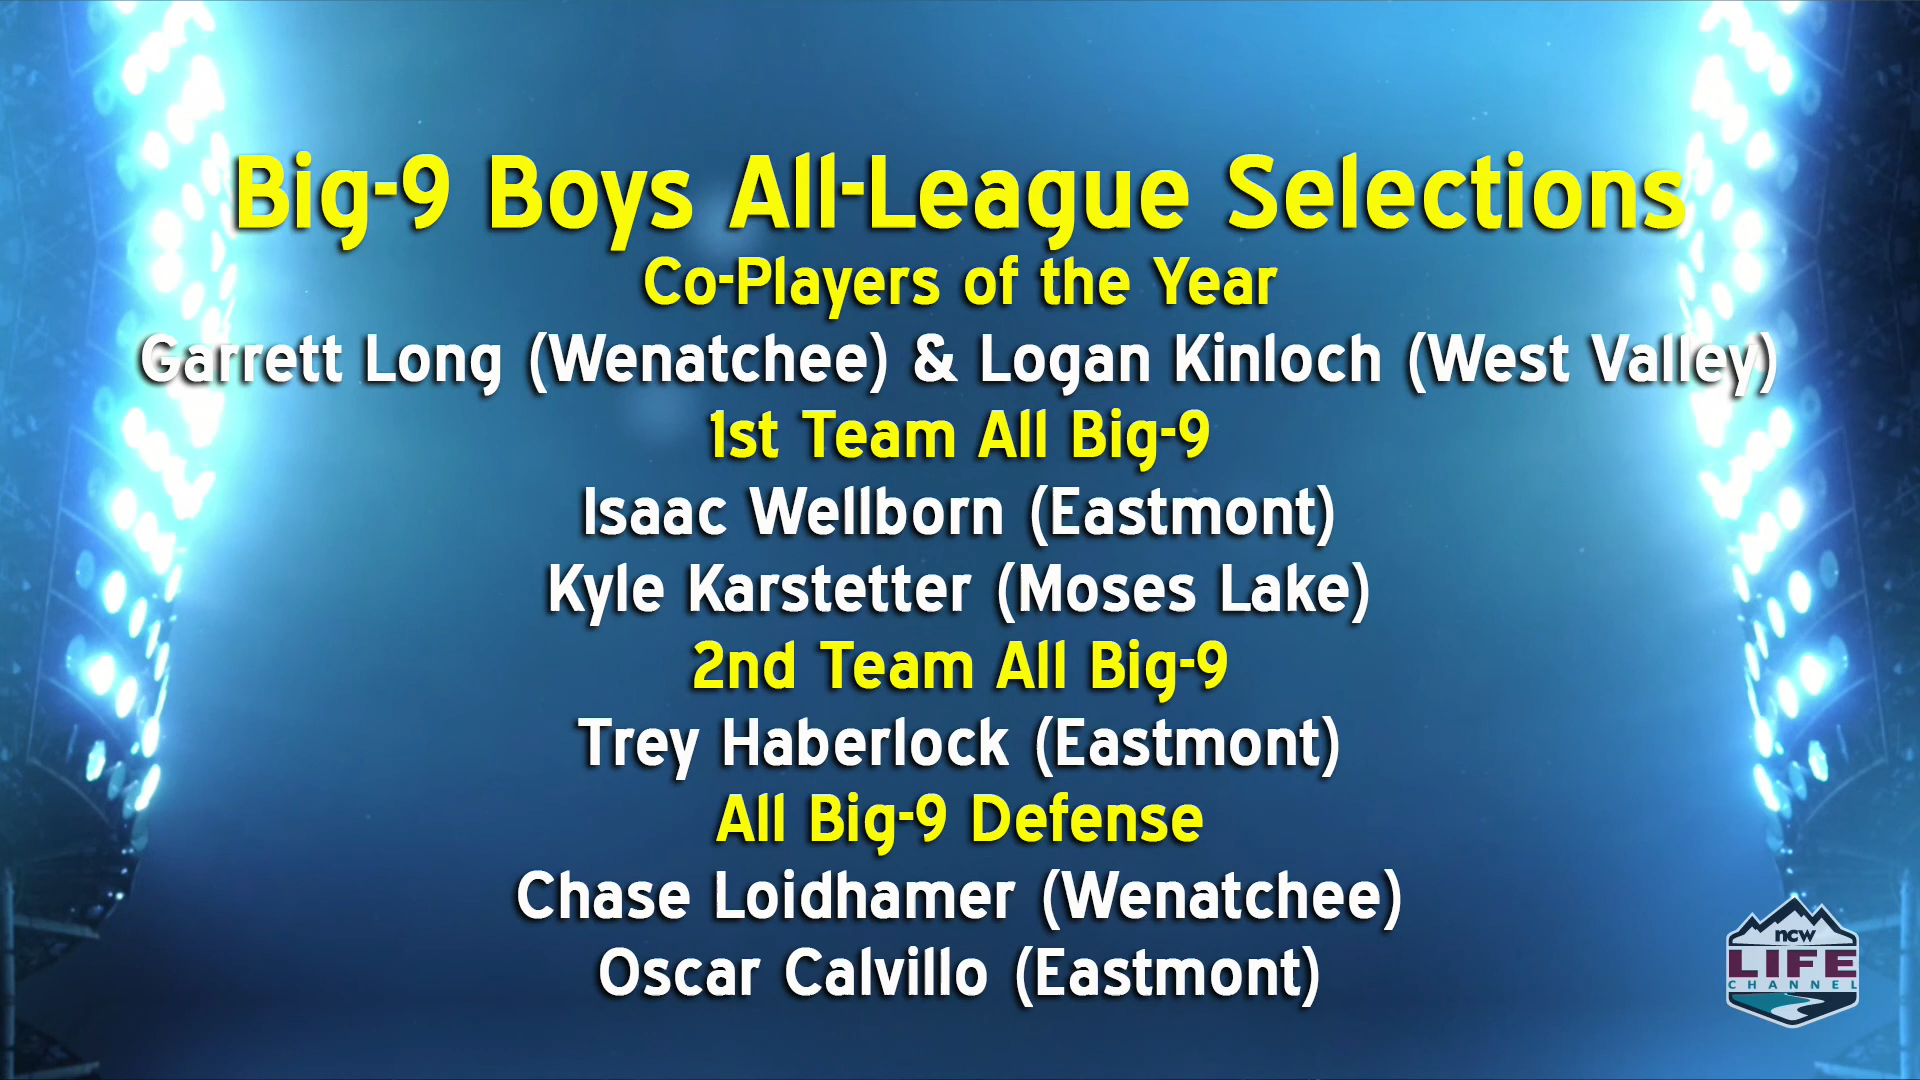 Big-9 Boys All-League Selections
Co-Players of the Year
Garrett Long (Wenatchee) & Logan Kinloch (West Valley)
1st Team All Big-9
Isaac Wellborn (Eastmont)
Kyle Karstetter (Moses Lake)
2nd Team All Big-9
Trey Haberlock (Eastmont)
All Big-9 Defense
Chase Loidhamer (Wenatchee)
Oscar Calvillo (Eastmont)
ncw
LIFE
CHANNEL